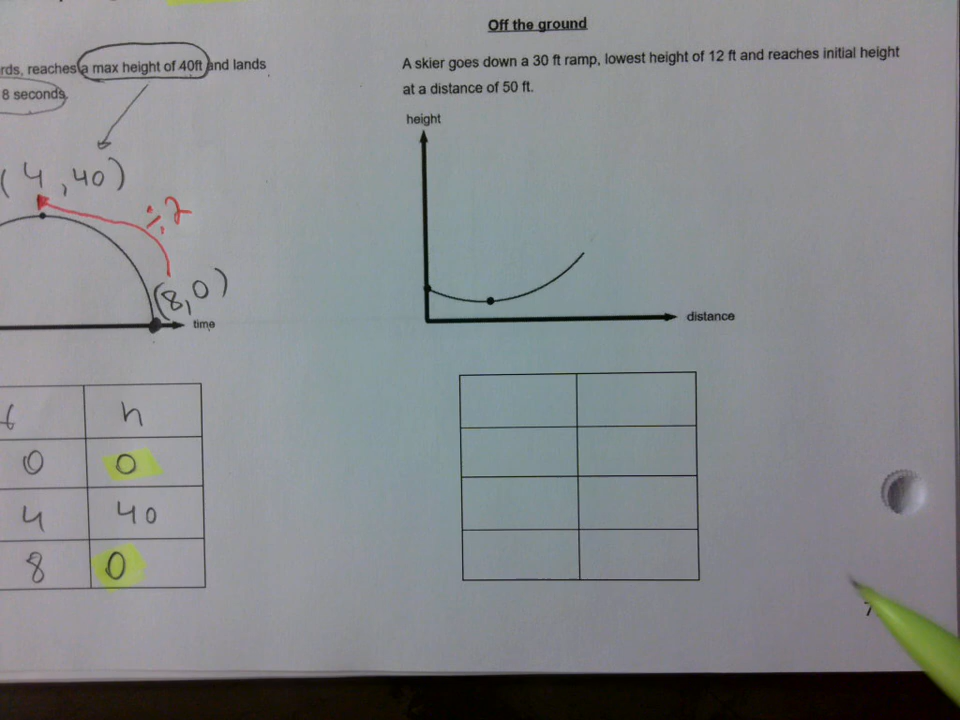 rds, reaches a max height of 40ft and lands
8 seconds.
(4, 40)
÷2
(8, 0)
time
t h
0 0
4 40
8 0
Off the ground
A skier goes down a 30 ft ramp, lowest height of 12 ft and reaches initial height
at a distance of 50 ft.
height
distance
7